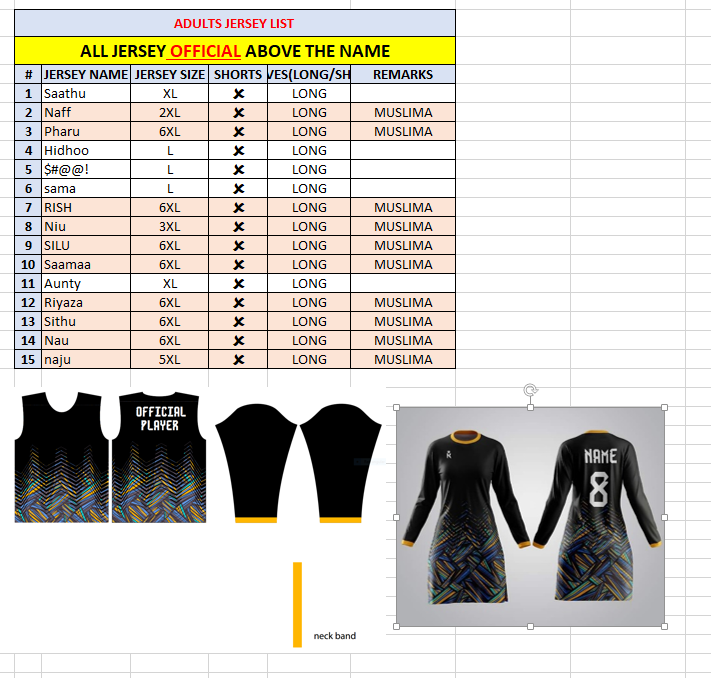 ADULTS JERSEY LIST
ALL JERSEY OFFICIAL ABOVE THE NAME
# JERSEY NAME JERSEY SIZE SHORTS VES(LONG/SH REMARKS
1 Saathu XL ✖ LONG
2 Naff 2XL ✖ LONG MUSLIMA
3 Pharu 6XL ✖ LONG MUSLIMA
4 Hidhoo L ✖ LONG
5 $#@@! L ✖ LONG
6 sama L ✖ LONG
7 RISH 6XL ✖ LONG MUSLIMA
8 Niu 3XL ✖ LONG MUSLIMA
9 SILU 6XL ✖ LONG MUSLIMA
10 Saamaa 6XL ✖ LONG MUSLIMA
11 Aunty XL ✖ LONG
12 Riyaza 6XL ✖ LONG MUSLIMA
13 Sithu 6XL ✖ LONG MUSLIMA
14 Nau 6XL ✖ LONG MUSLIMA
15 naju 5XL ✖ LONG MUSLIMA
OFFICIAL
PLAYER
NAME
8
neck band